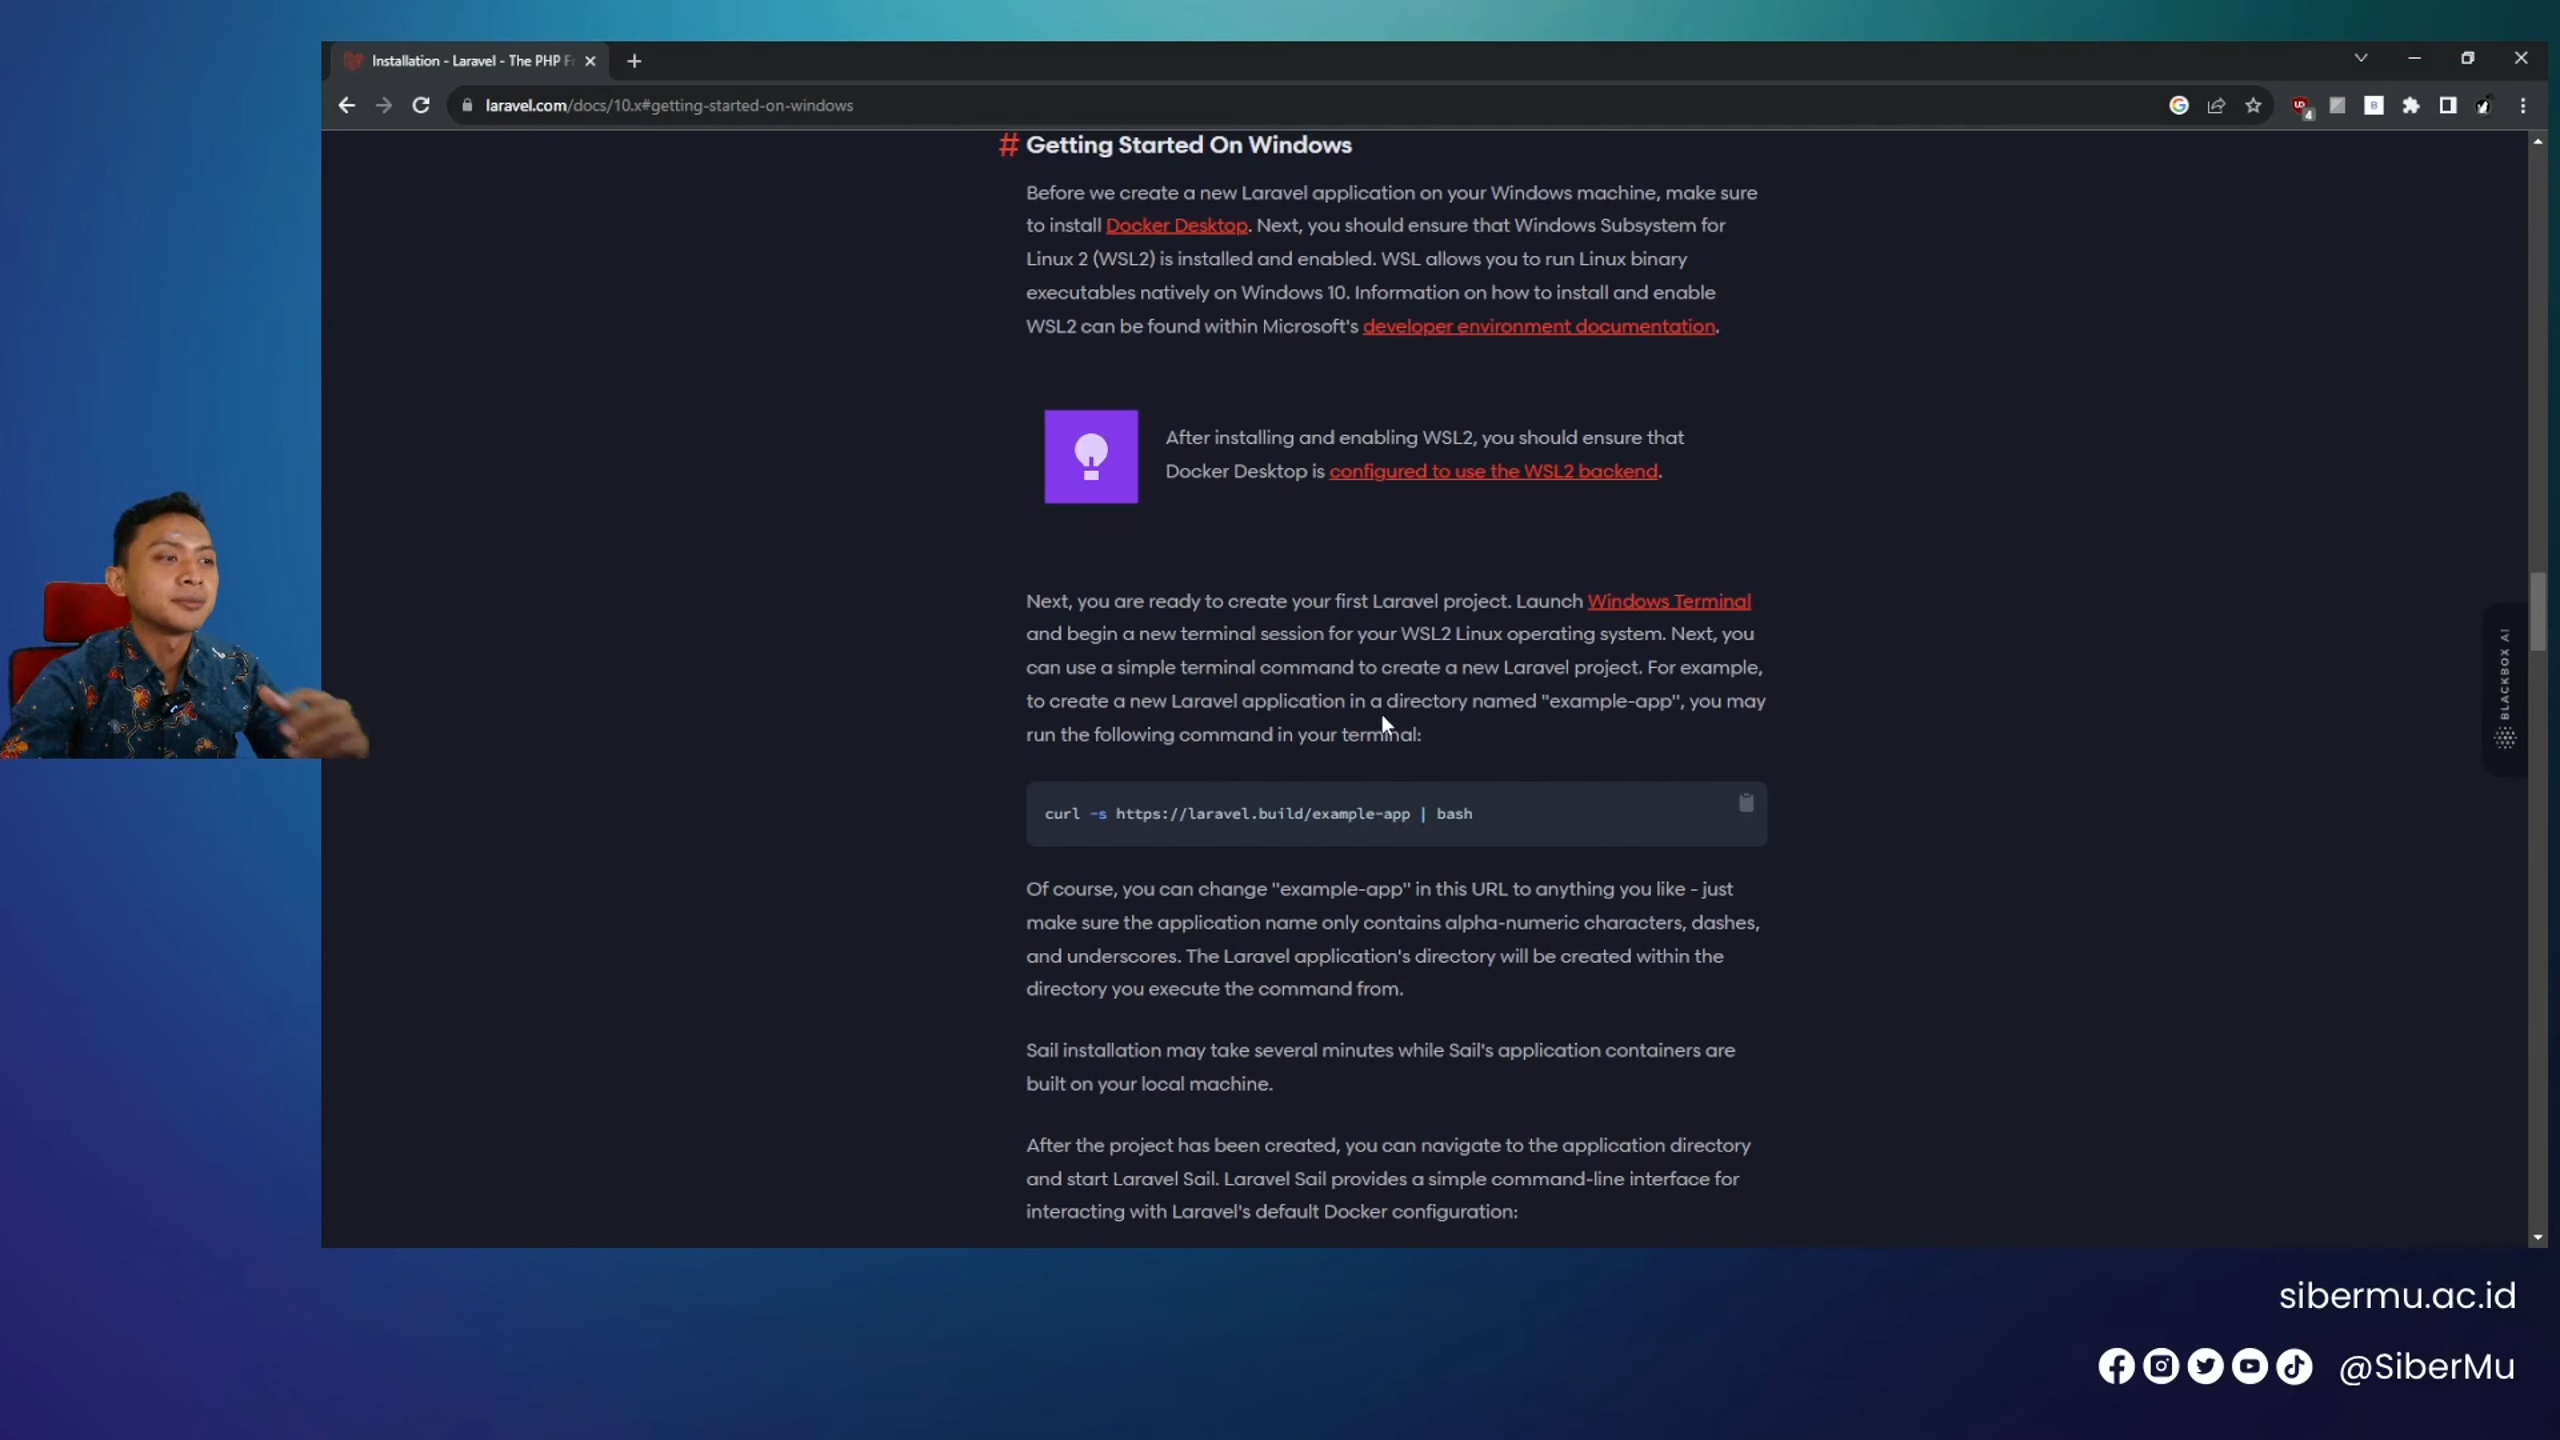 Installation - Laravel - The PHP Fr
laravel.com/docs/10.x#getting-started-on-windows
# Getting Started On Windows
Before we create a new Laravel application on your Windows machine, make sure
to install Docker Desktop. Next, you should ensure that Windows Subsystem for
Linux 2 (WSL2) is installed and enabled. WSL allows you to run Linux binary
executables natively on Windows 10. Information on how to install and enable
WSL2 can be found within Microsoft's developer environment documentation.
After installing and enabling WSL2, you should ensure that
Docker Desktop is configured to use the WSL2 backend.
Next, you are ready to create your first Laravel project. Launch Windows Terminal
and begin a new terminal session for your WSL2 Linux operating system. Next, you
can use a simple terminal command to create a new Laravel project. For example,
to create a new Laravel application in a directory named "example-app", you may
run the following command in your terminal:
curl -s https://laravel.build/example-app | bash
Of course, you can change "example-app" in this URL to anything you like - just
make sure the application name only contains alpha-numeric characters, dashes,
and underscores. The Laravel application's directory will be created within the
directory you execute the command from.
Sail installation may take several minutes while Sail's application containers are
built on your local machine.
After the project has been created, you can navigate to the application directory
and start Laravel Sail. Laravel Sail provides a simple command-line interface for
interacting with Laravel's default Docker configuration:
BLACKBOX AI
sibermu.ac.id
@SiberMu